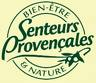 BIEN-ÊTRE
Senteurs
Provençales
& NATURE